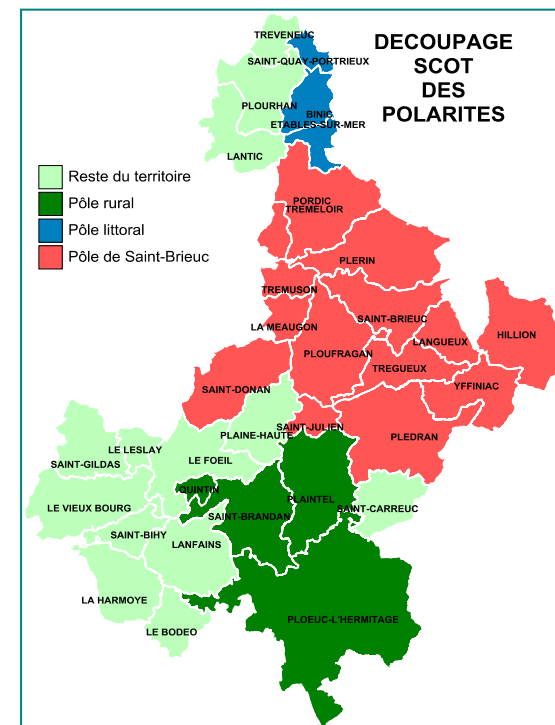 DECOUPAGE
SCOT
DES
POLARITES
TREVENEUC
SAINT-QUAY-PORTRIEUX
PLOURHAN
BINIC
ETABLES-SUR-MER
LANTIC
Reste du territoire
Pôle rural
Pôle littoral
Pôle de Saint-Brieuc
PORDIC
TREMELOIR
PLERIN
TREMUSON
LA MEAUGON
SAINT-BRIEUC
HILLION
LANGUEUX
PLOUFRAGAN
TREGUEUX
YFFINIAC
SAINT-DONAN
SAINT-JULIEN
PLAINE-HAUTE
PLEDRAN
LE LESLAY
SAINT-GILDAS
LE FOEIL
QUINTIN
PLAINTEL
LE VIEUX BOURG
SAINT-BRANDAN
SAINT-CARREUC
SAINT-BIHY
LANFAINS
LA HARMOYE
PLOEUC-L'HERMITAGE
LE BODEO